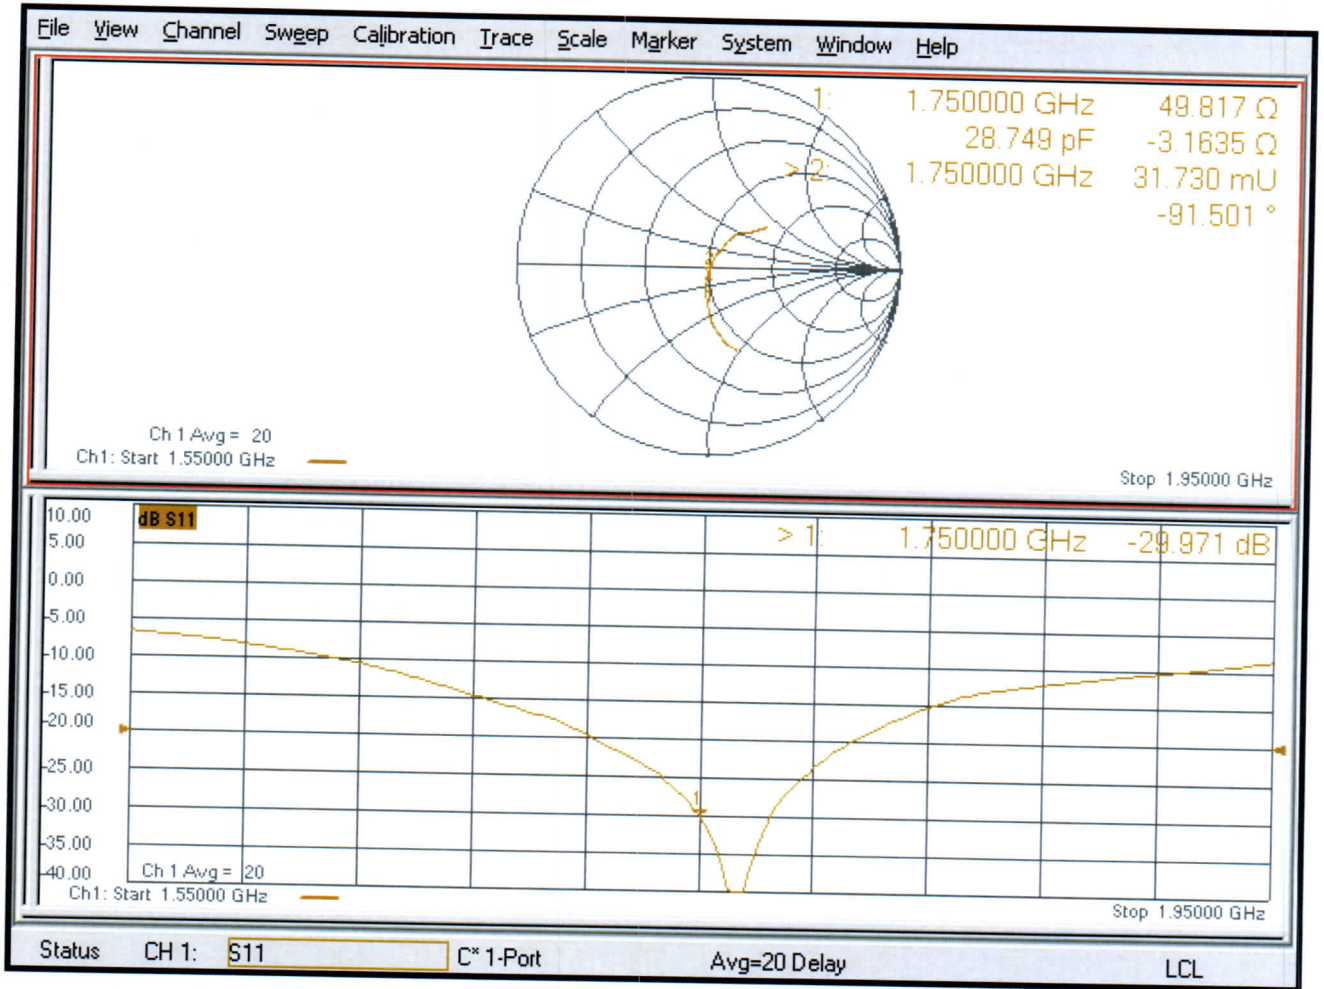 File View Channel Sweep Calibration Trace Scale Marker System Window Help
1: 1.750000 GHz 49.817 Ω
28.749 pF -3.1635 Ω
> 2: 1.750000 GHz 31.730 mU
-91.501 °
Ch 1 Avg = 20
Ch1: Start 1.55000 GHz
Stop 1.95000 GHz
10.00
dB S11
> 1: 1.750000 GHz -29.971 dB
5.00
0.00
-5.00
-10.00
-15.00
-20.00
-25.00
-30.00
1
-35.00
-40.00
Ch 1 Avg = 20
Ch1: Start 1.55000 GHz
Stop 1.95000 GHz
Status CH 1: S11 C* 1-Port Avg=20 Delay LCL